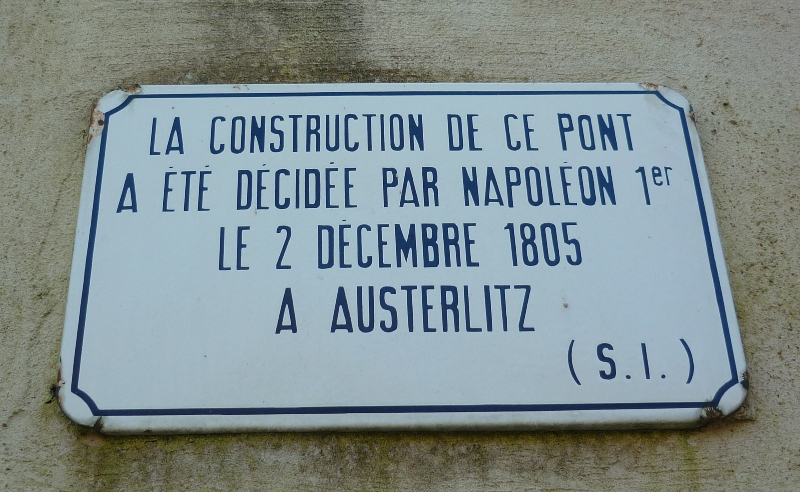 LA CONSTRUCTION DE CE PONT
A ÉTÉ DÉCIDÉE PAR NAPOLÉON 1er
LE 2 DÉCEMBRE 1805
A AUSTERLITZ
(S.I.)